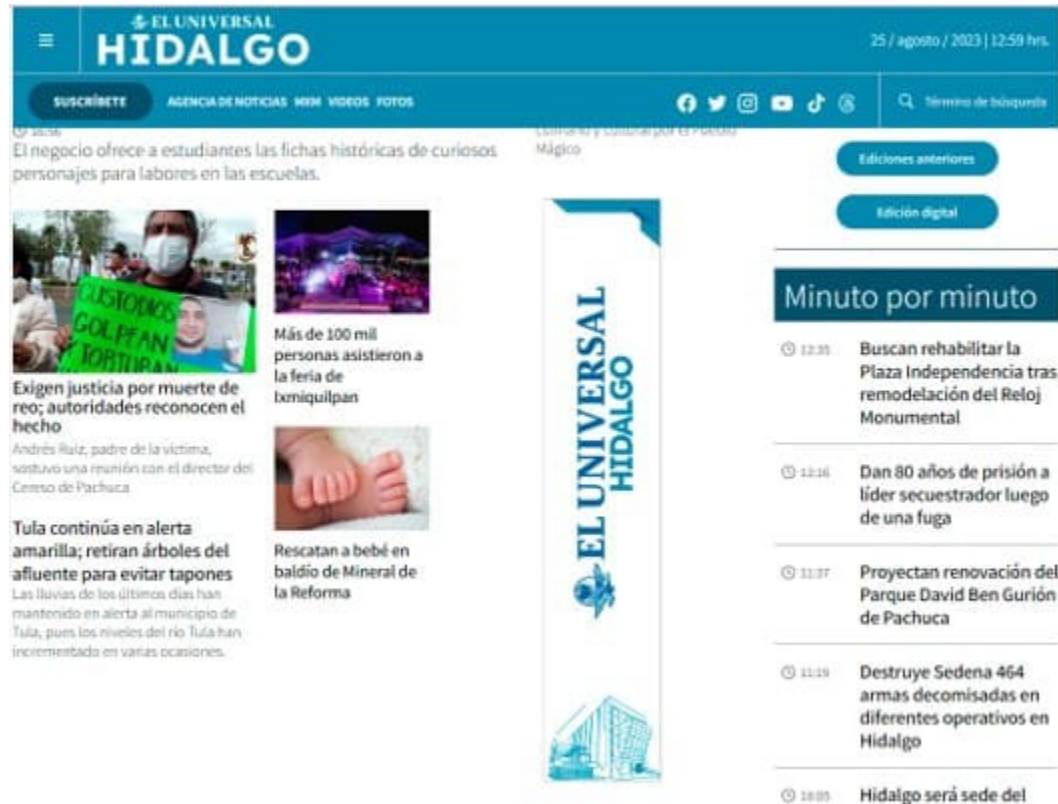 EL UNIVERSAL
HIDALGO
25 / agosto / 2023 | 12:59 hrs.
SUSCRÍBETE
AGENCIA DE NOTICIAS MXM VIDEOS FOTOS
Término de búsqueda
El negocio ofrece a estudiantes las fichas históricas de curiosos
personajes para labores en las escuelas.
CUSTODIOS
GOLPEAN
Y TORTURAN
Exigen justicia por muerte de
reo; autoridades reconocen el
hecho
Andrés Ruiz, padre de la víctima,
sostuvo una reunión con el director del
Cereso de Pachuca
Tula continúa en alerta
amarilla; retiran árboles del
afluente para evitar tapones
Las lluvias de los últimos días han
mantenido en alerta al municipio de
Tula, pues los niveles del río Tula han
incrementado en varias ocasiones.
Más de 100 mil
personas asistieron a
la feria de
Ixmiquilpan
Rescatan a bebé en
baldío de Mineral de
la Reforma
Mágico
EL UNIVERSAL
HIDALGO
Ediciones anteriores
Edición digital
Minuto por minuto
12:35
Buscan rehabilitar la
Plaza Independencia tras
remodelación del Reloj
Monumental
12:16
Dan 80 años de prisión a
líder secuestrador luego
de una fuga
11:37
Proyectan renovación del
Parque David Ben Gurión
de Pachuca
11:19
Destruye Sedena 464
armas decomisadas en
diferentes operativos en
Hidalgo
Hidalgo será sede del